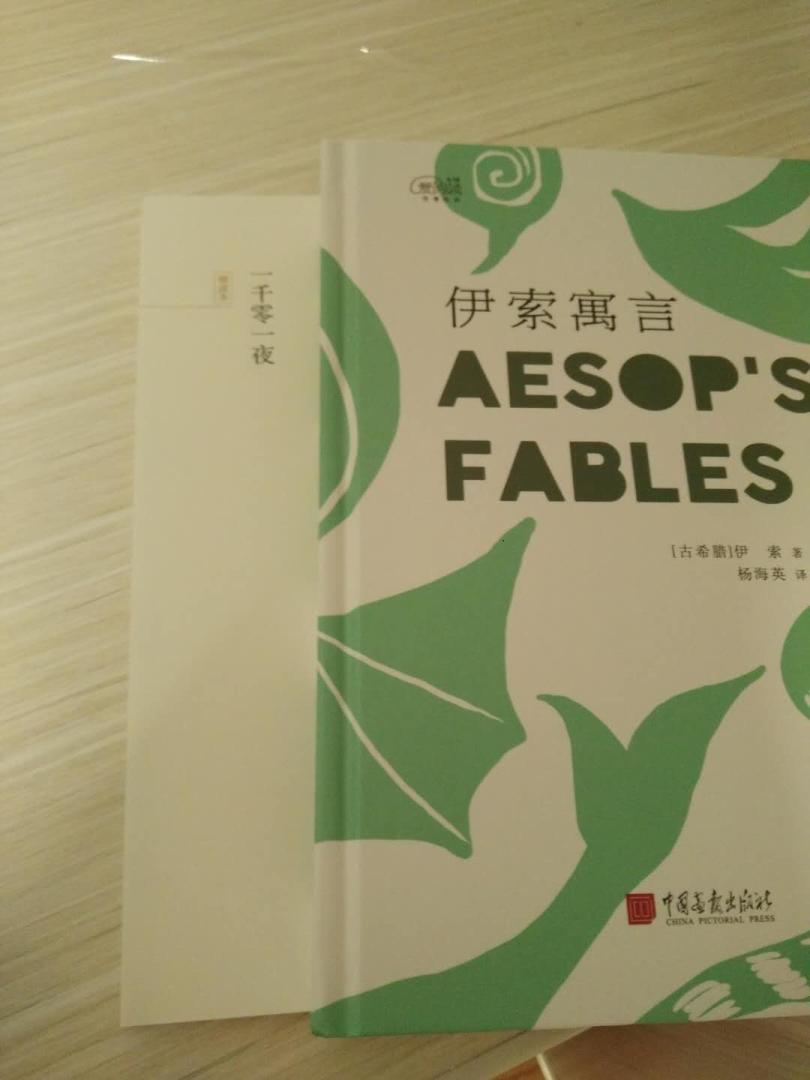 一千零一夜
伊索寓言
AESOP'S
FABLES
[古希腊]伊 索 著
杨海英 译
中国画报出版社
CHINA PICTORIAL PRESS